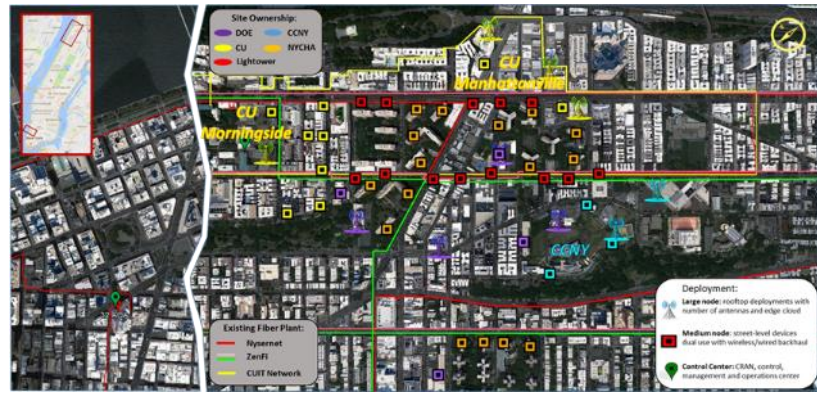 Site Ownership:
DOE
CCNY
CU
NYCHA
Lightower
CU
Manhattanville
CU
Morningside
CCNY
Existing Fiber Plant:
Nysernet
ZenFi
CUIT Network
Deployment:
Large node: rooftop deployments with
number of antennas and edge cloud
Medium node: street-level devices
dual use with wireless/wired backhaul
Control Center: CRAN, control,
management and operations center